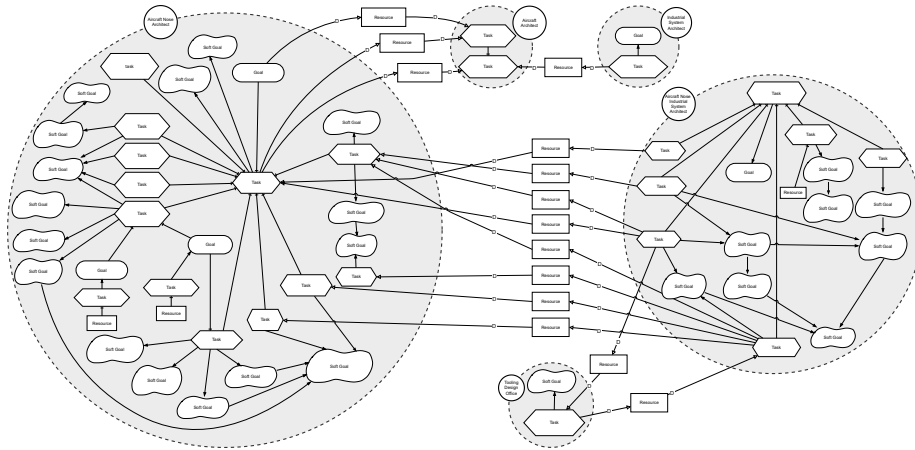 Aircraft Nose
Architect
Resource
Aircraft
Architect
Industrial
System
Architect
Task
Goal
Resource
Soft Goal
task
Soft Goal
Goal
Resource
Task
Resource
Task
Soft Goal
Aircraft Nose
Industrial
System
Architect
Task
Soft Goal
Soft Goal
Task
Task
Task
Resource
Task
Task
Task
Soft Goal
Task
Soft Goal
Goal
Resource
Task
Task
Task
Resource
Resource
Soft Goal
Soft Goal
Task
Soft Goal
Resource
Soft Goal
Soft Goal
Resource
Task
Soft Goal
Goal
Soft Goal
Resource
Soft Goal
Soft Goal
Goal
Resource
Task
Soft Goal
Task
Task
Task
Soft Goal
Soft Goal
Resource
Resource
Resource
Task
Resource
Task
Soft Goal
Soft Goal
Task
Soft Goal
Resource
Soft Goal
Soft Goal
Soft Goal
Tooling
Design
Office
Soft Goal
Resource
Soft Goal
Task